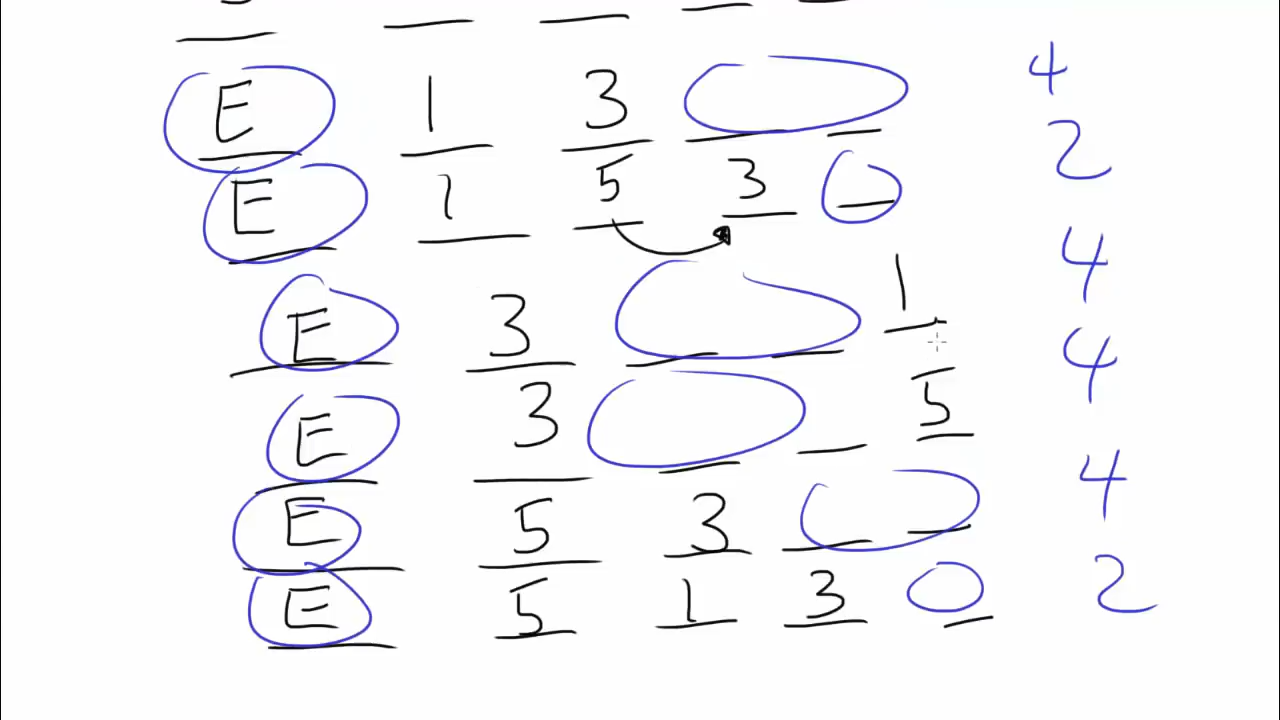 E 1 3 4
E 1 5 3 2
E 3 1 4
E 3 5 4
E 5 3 4
E 5 1 3 2